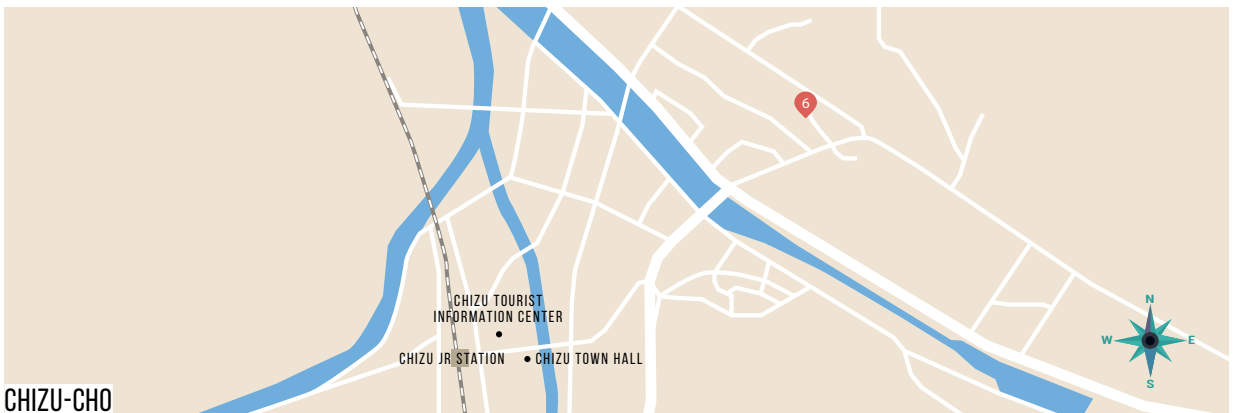 6
CHIZU TOURIST
INFORMATION CENTER
CHIZU JR STATION
CHIZU TOWN HALL
N
W
E
S
CHIZU-CHO